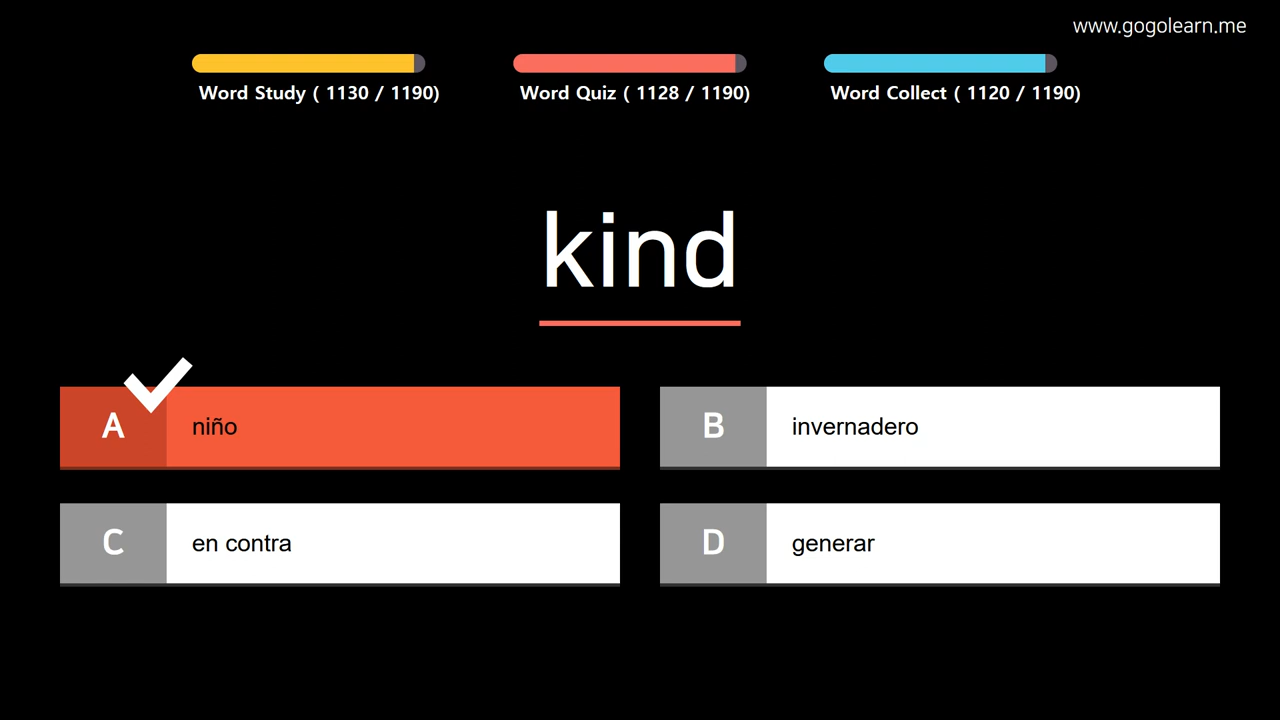 www.gogolearn.me
Word Study ( 1130 / 1190)
Word Quiz ( 1128 / 1190)
Word Collect ( 1120 / 1190)
kind
A niño
B invernadero
C en contra
D generar